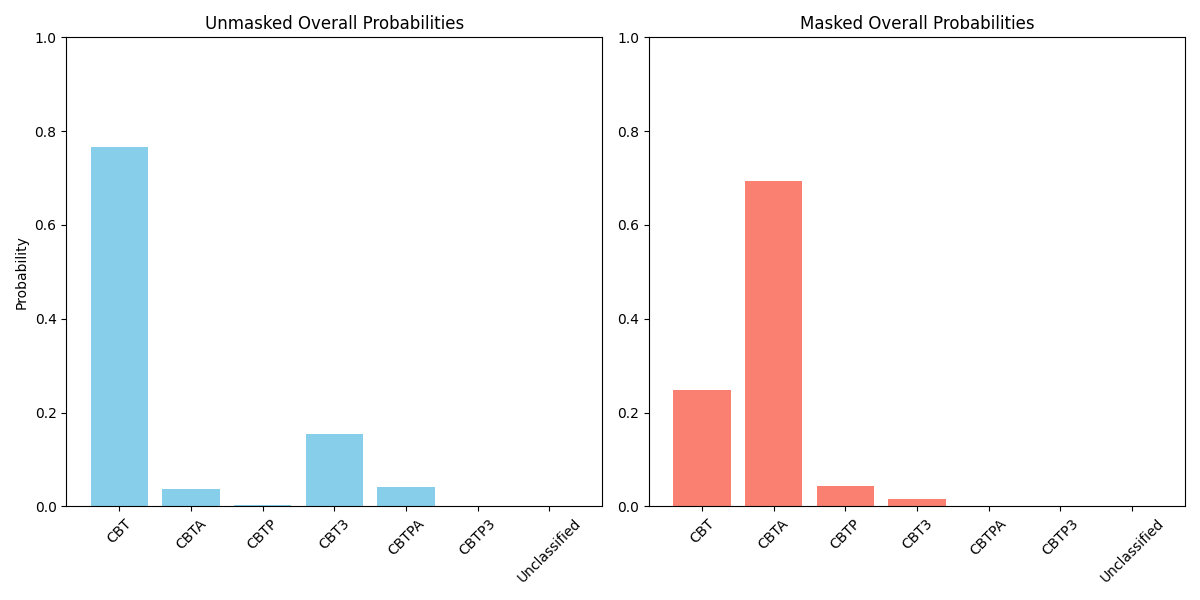 Unmasked Overall Probabilities
Probability
1.0
0.8
0.6
0.4
0.2
0.0
CBT
CBTA
CBTP
CBT3
CBTPA
CBTP3
Unclassified
Masked Overall Probabilities
1.0
0.8
0.6
0.4
0.2
0.0
CBT
CBTA
CBTP
CBT3
CBTPA
CBTP3
Unclassified